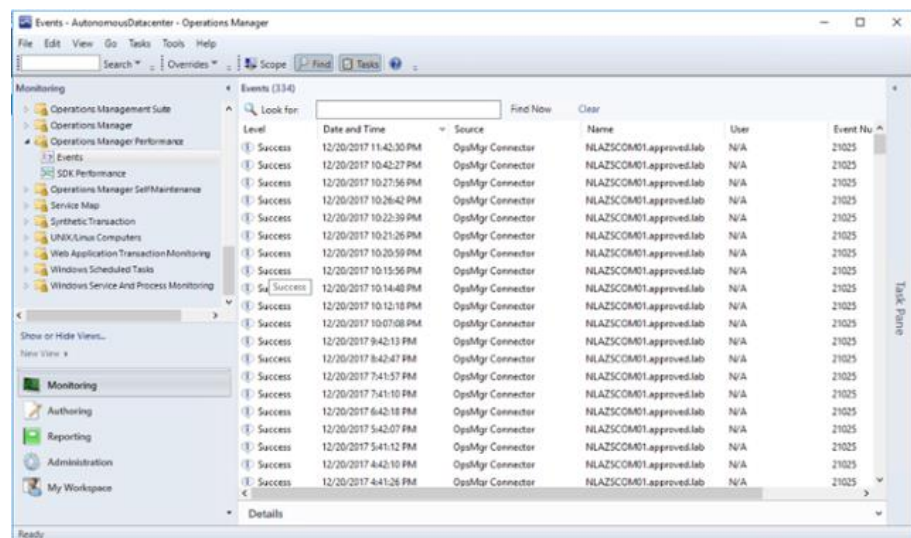 Events - AutonomousDatacenter - Operations Manager
File Edit View Go Tasks Tools Help
Search Overrides Scope Find Tasks
Monitoring
Operations Management Suite
Operations Manager
Operations Manager Performance
Events
SDK Performance
Operations Manager Self Maintenance
Service Map
Synthetic Transaction
UNIX/Linux Computers
Web Application Transaction Monitoring
Windows Scheduled Tasks
Windows Service And Process Monitoring
Show or Hide Views...
New View
Monitoring
Authoring
Reporting
Administration
My Workspace
Events (334)
Look for: Find Now Clear
Level Date and Time Source Name User Event Nu
Success 12/20/2017 11:42:30 PM OpsMgr Connector NLAZSCOM01.approved.lab N/A 21025
Success 12/20/2017 10:42:27 PM OpsMgr Connector NLAZSCOM01.approved.lab N/A 21025
Success 12/20/2017 10:27:56 PM OpsMgr Connector NLAZSCOM01.approved.lab N/A 21025
Success 12/20/2017 10:26:42 PM OpsMgr Connector NLAZSCOM01.approved.lab N/A 21025
Success 12/20/2017 10:22:39 PM OpsMgr Connector NLAZSCOM01.approved.lab N/A 21025
Success 12/20/2017 10:21:26 PM OpsMgr Connector NLAZSCOM01.approved.lab N/A 21025
Success 12/20/2017 10:20:59 PM OpsMgr Connector NLAZSCOM01.approved.lab N/A 21025
Success 12/20/2017 10:15:56 PM OpsMgr Connector NLAZSCOM01.approved.lab N/A 21025
Su Success 12/20/2017 10:14:48 PM OpsMgr Connector NLAZSCOM01.approved.lab N/A 21025
Success 12/20/2017 10:12:18 PM OpsMgr Connector NLAZSCOM01.approved.lab N/A 21025
Success 12/20/2017 10:07:08 PM OpsMgr Connector NLAZSCOM01.approved.lab N/A 21025
Success 12/20/2017 9:42:13 PM OpsMgr Connector NLAZSCOM01.approved.lab N/A 21025
Success 12/20/2017 8:42:47 PM OpsMgr Connector NLAZSCOM01.approved.lab N/A 21025
Success 12/20/2017 7:41:57 PM OpsMgr Connector NLAZSCOM01.approved.lab N/A 21025
Success 12/20/2017 7:41:10 PM OpsMgr Connector NLAZSCOM01.approved.lab N/A 21025
Success 12/20/2017 6:42:18 PM OpsMgr Connector NLAZSCOM01.approved.lab N/A 21025
Success 12/20/2017 5:42:07 PM OpsMgr Connector NLAZSCOM01.approved.lab N/A 21025
Success 12/20/2017 5:41:12 PM OpsMgr Connector NLAZSCOM01.approved.lab N/A 21025
Success 12/20/2017 4:42:10 PM OpsMgr Connector NLAZSCOM01.approved.lab N/A 21025
Success 12/20/2017 4:41:26 PM OpsMgr Connector NLAZSCOM01.approved.lab N/A 21025
Details
Task Pane
Ready